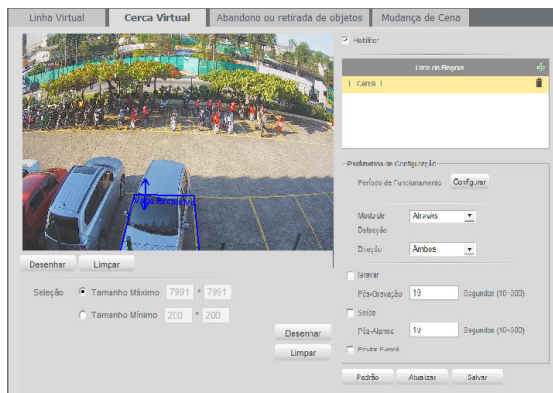 Linha Virtual
Cerca Virtual
Abandono ou retirada de objetos
Mudança de Cena
Vaga Exclusiva
Desenhar
Limpar
Seleção
Tamanho Máximo 7991 * 7991
Tamanho Mínimo 200 * 200
Desenhar
Limpar
Habilitar
Lista de Regras
1 Cerca 1
Parâmetros de Configuração
Período de Funcionamento Configurar
Modo de Detecção Através
Direção Ambos
Gravar
Pós-Gravação 10 Segundos (10~300)
Saída
Pós-Alarme 10 Segundos (10~300)
Enviar E-mail
Padrão Atualizar Salvar